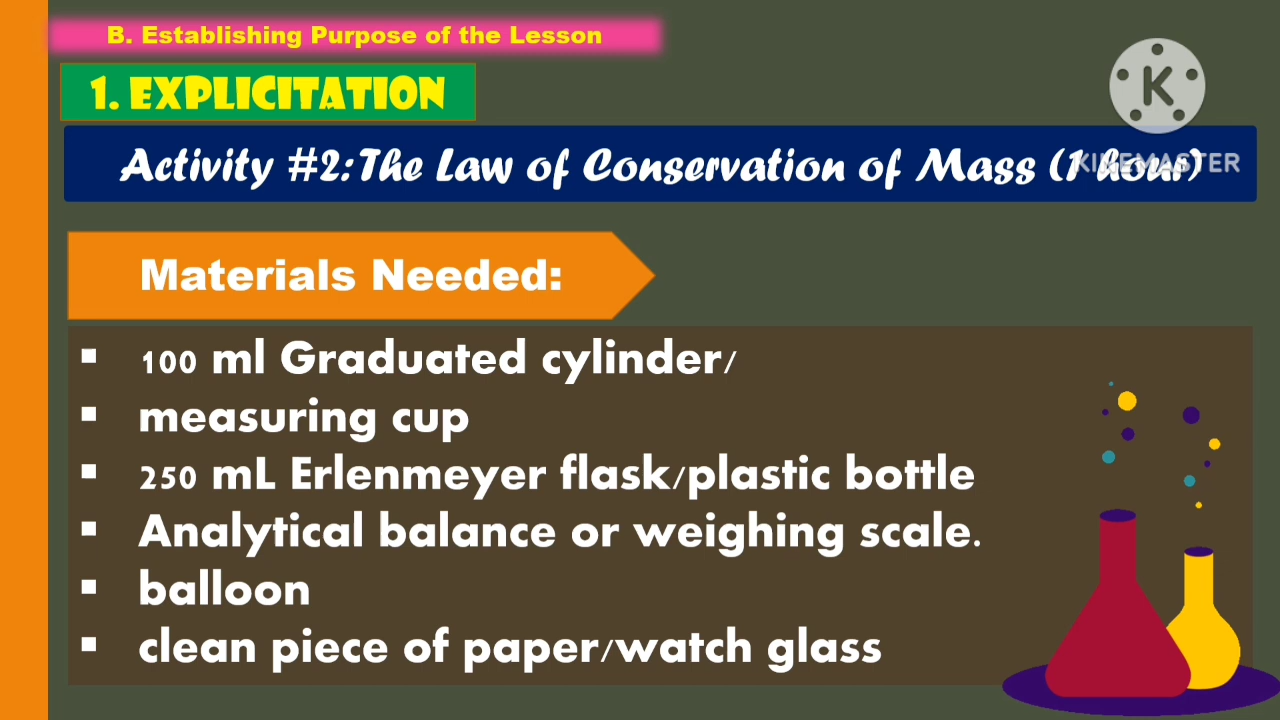 B. Establishing Purpose of the Lesson
1. EXPLICITATION
K
KINEMASTER
Activity #2: The Law of Conservation of Mass (1 hour)
Materials Needed:
▪ 100 ml Graduated cylinder/
▪ measuring cup
▪ 250 mL Erlenmeyer flask/plastic bottle
▪ Analytical balance or weighing scale.
▪ balloon
▪ clean piece of paper/watch glass